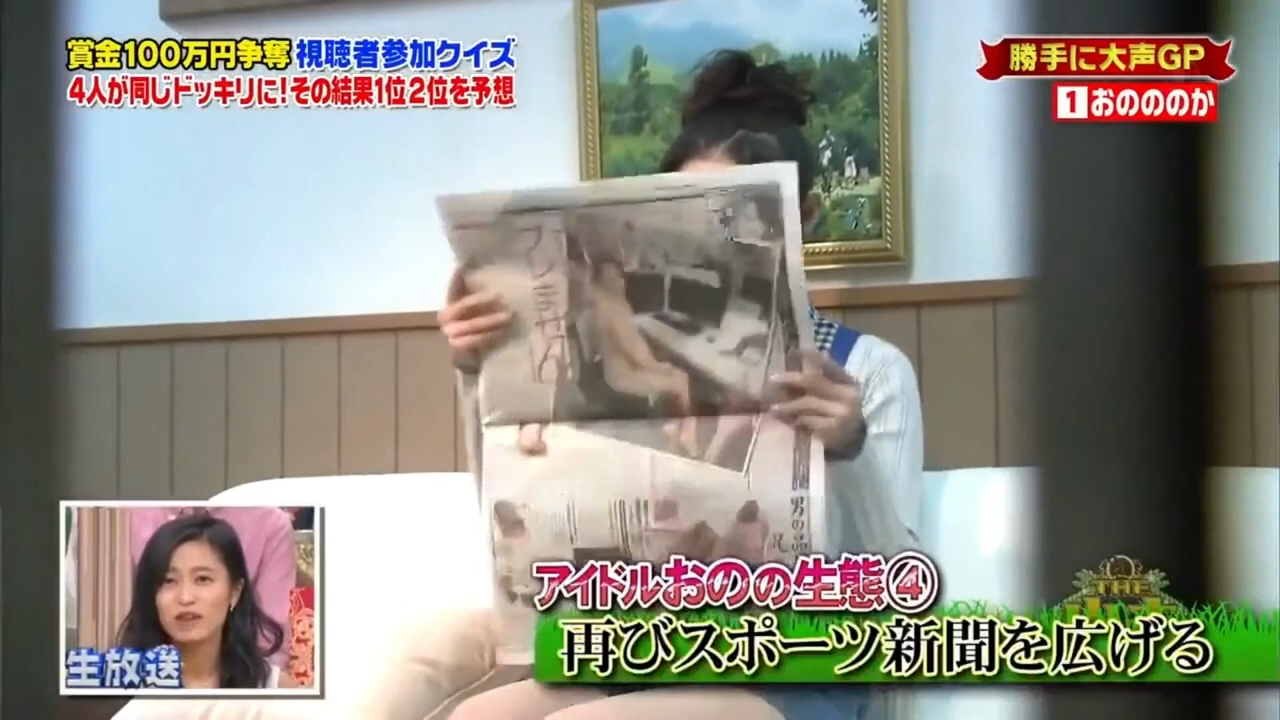 賞金100万円争奪 視聴者参加クイズ
4人が同じドッキリに!その結果1位2位を予想
勝手に大声GP
1おのののか
アイドルおのの生態④
再びスポーツ新聞を広げる
生放送
THE